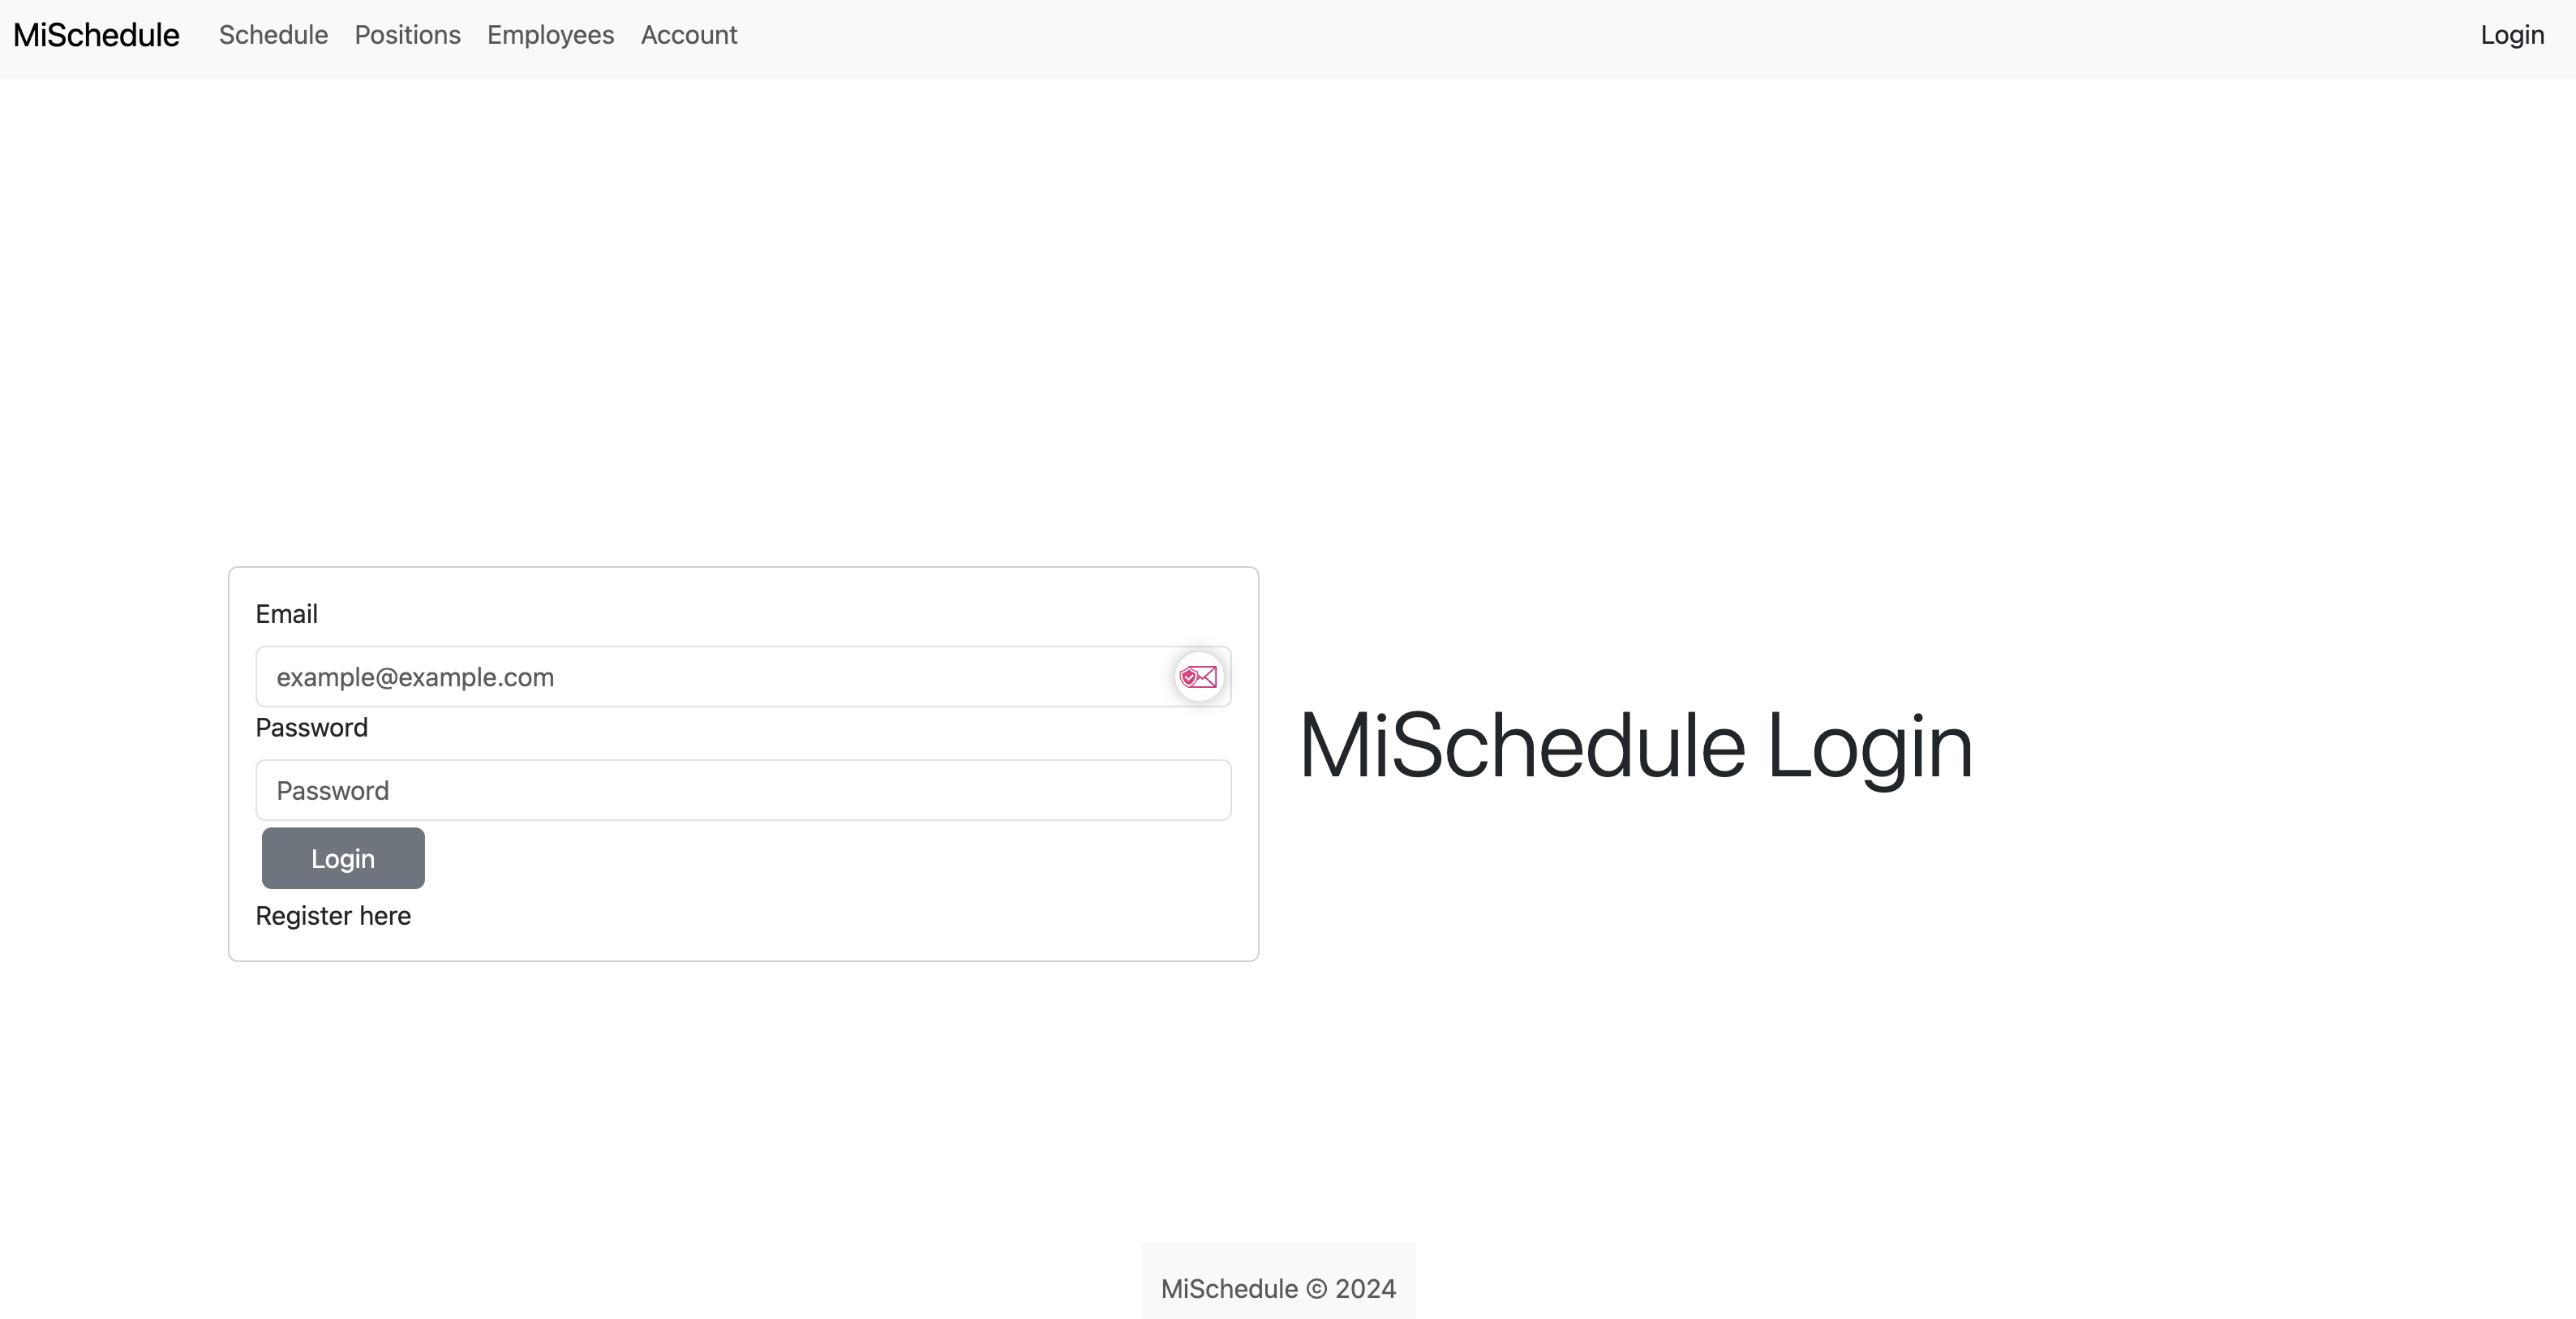 MiSchedule Schedule Positions Employees Account Login
Email
example@example.com
Password
Password
Login
Register here
MiSchedule Login
MiSchedule © 2024